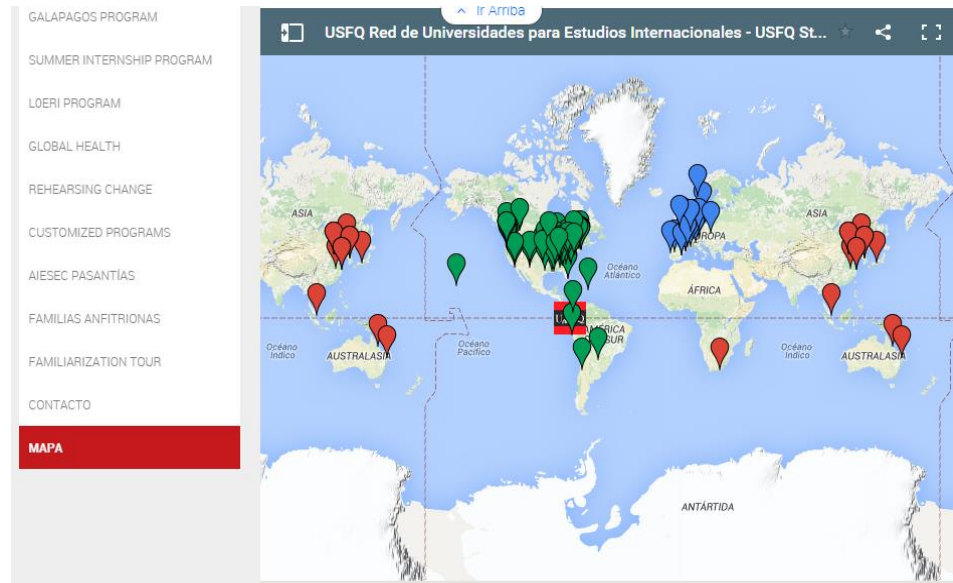 GALAPAGOS PROGRAM
SUMMER INTERNSHIP PROGRAM
LOERI PROGRAM
GLOBAL HEALTH
REHEARSING CHANGE
CUSTOMIZED PROGRAMS
AIESEC PASANTÍAS
FAMILIAS ANFITRIONAS
FAMILIARIZATION TOUR
CONTACTO
MAPA
Ir Arriba
USFQ Red de Universidades para Estudios Internacionales - USFQ St...
ASIA
ASIA
Océano
Atlántico
ÁFRICA
Océano
Índico
AUSTRALASIA
Océano
Pacífico
SUR
Océano
Índico
AUSTRALASIA
ANTÁRTIDA